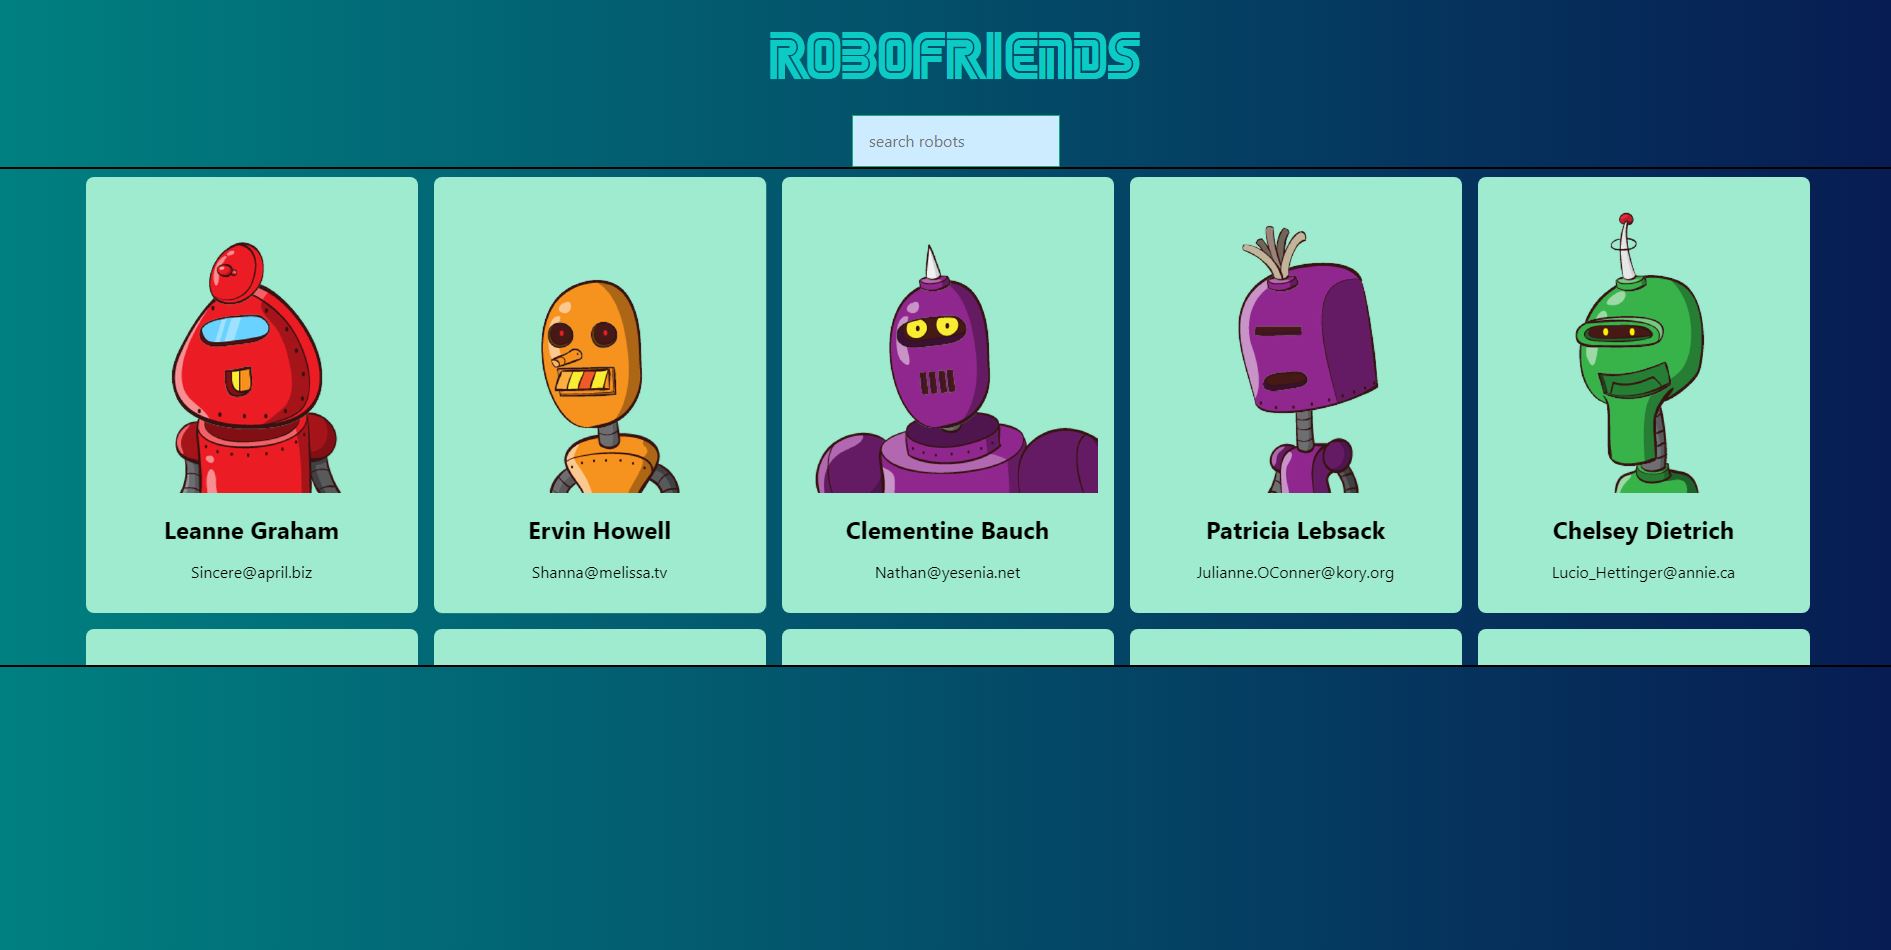 ROBOFRIENDS
search robots
Leanne Graham
Sincere@april.biz
Ervin Howell
Shanna@melissa.tv
Clementine Bauch
Nathan@yesenia.net
Patricia Lebsack
Julianne.OConner@kory.org
Chelsey Dietrich
Lucio_Hettinger@annie.ca